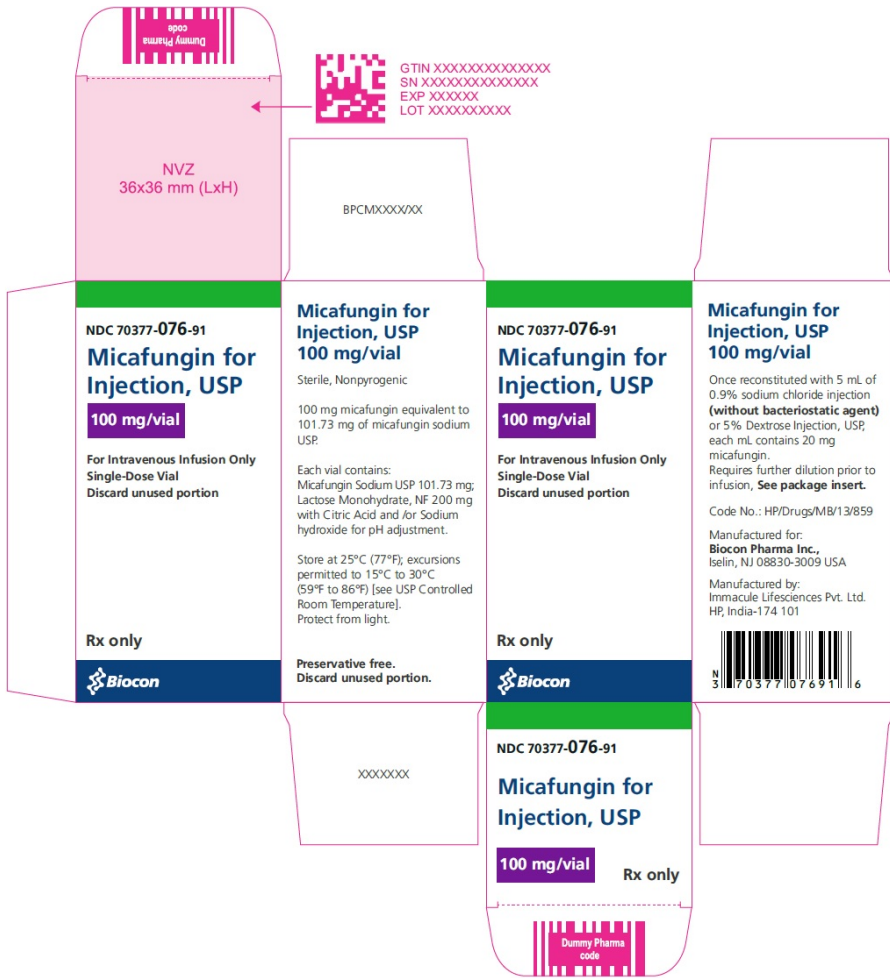 Dummy Pharma
code
GTIN XXXXXXXXXXXXXX
SN XXXXXXXXXXXXXX
EXP XXXXXX
LOT XXXXXXXXXX
NVZ
36x36 mm (LxH)
BPCMXXXX/XX
NDC 70377-076-91
Micafungin for
Injection, USP
100 mg/vial
For Intravenous Infusion Only
Single-Dose Vial
Discard unused portion
Rx only
Biocon
Micafungin for
Injection, USP
100 mg/vial
Sterile, Nonpyrogenic
100 mg micafungin equivalent to
101.73 mg of micafungin sodium
USP.
Each vial contains:
Micafungin Sodium USP 101.73 mg;
Lactose Monohydrate, NF 200 mg
with Citric Acid and /or Sodium
hydroxide for pH adjustment.
Store at 25°C (77°F); excursions
permitted to 15°C to 30°C
(59°F to 86°F) [see USP Controlled
Room Temperature].
Protect from light.
Preservative free.
Discard unused portion.
NDC 70377-076-91
Micafungin for
Injection, USP
100 mg/vial
For Intravenous Infusion Only
Single-Dose Vial
Discard unused portion
Rx only
Biocon
Micafungin for
Injection, USP
100 mg/vial
Once reconstituted with 5 mL of
0.9% sodium chloride injection
(without bacteriostatic agent)
or 5% Dextrose Injection, USP,
each mL contains 20 mg
micafungin.
Requires further dilution prior to
infusion, See package insert.
Code No.: HP/Drugs/MB/13/859
Manufactured for:
Biocon Pharma Inc.,
Iselin, NJ 08830-3009 USA
Manufactured by:
Immacule Lifesciences Pvt. Ltd.
HP, India-174 101
N
3 70377 07691 6
XXXXXXX
NDC 70377-076-91
Micafungin for
Injection, USP
100 mg/vial
Rx only
Dummy Pharma
code